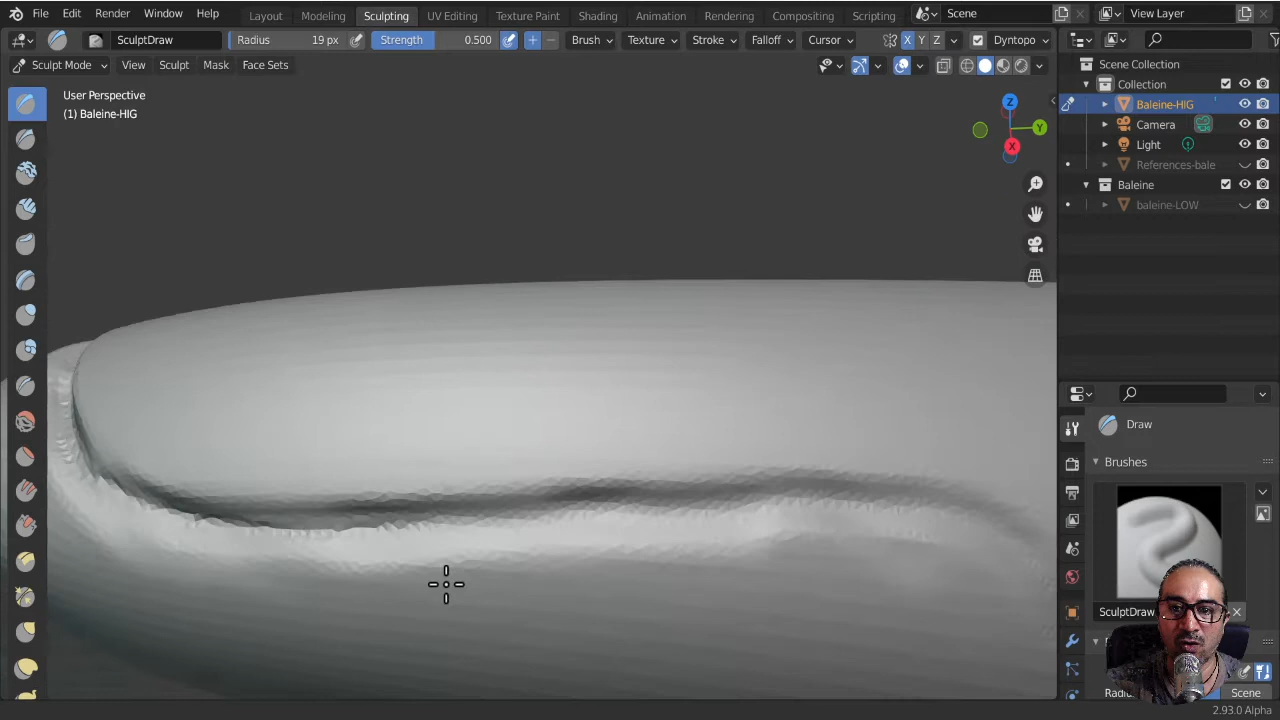 File Edit Render Window Help Layout Modeling Sculpting UV Editing Texture Paint Shading Animation Rendering Compositing Scripting Scene View Layer
SculptDraw Radius 19 px Strength 0.500 Brush Texture Stroke Falloff Cursor X Y Z Dyntopo
Sculpt Mode View Sculpt Mask Face Sets
Scene Collection
Collection
Baleine-HIG
Camera
Light
References-bale
Baleine
baleine-LOW
User Perspective
(1) Baleine-HIG
Z
Y
X
Draw
Brushes
SculptDraw
Radiu
Scene
2.93.0 Alpha